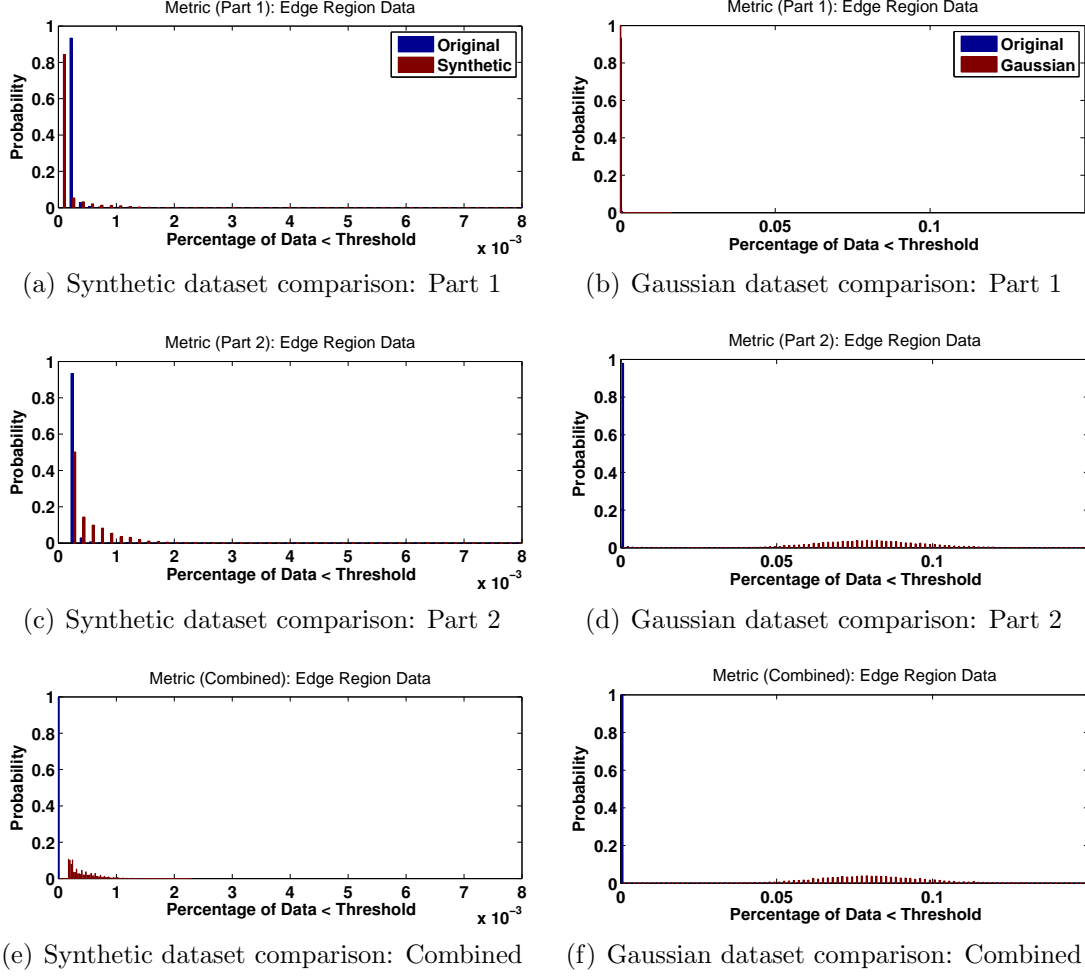 Metric (Part 1): Edge Region Data
1
0.8
0.6
0.4
0.2
0
Probability
Original
Synthetic
0 1 2 3 4 5 6 7 8
Percentage of Data < Threshold
x 10⁻³
(a) Synthetic dataset comparison: Part 1
Metric (Part 1): Edge Region Data
1
0.8
0.6
0.4
0.2
0
Probability
Original
Gaussian
0 0.05 0.1
Percentage of Data < Threshold
(b) Gaussian dataset comparison: Part 1
Metric (Part 2): Edge Region Data
1
0.8
0.6
0.4
0.2
0
Probability
0 1 2 3 4 5 6 7 8
Percentage of Data < Threshold
x 10⁻³
(c) Synthetic dataset comparison: Part 2
Metric (Part 2): Edge Region Data
1
0.8
0.6
0.4
0.2
0
Probability
0 0.05 0.1
Percentage of Data < Threshold
(d) Gaussian dataset comparison: Part 2
Metric (Combined): Edge Region Data
1
0.8
0.6
0.4
0.2
0
Probability
0 1 2 3 4 5 6 7 8
Percentage of Data < Threshold
x 10⁻³
(e) Synthetic dataset comparison: Combined
Metric (Combined): Edge Region Data
1
0.8
0.6
0.4
0.2
0
Probability
0 0.05 0.1
Percentage of Data < Threshold
(f) Gaussian dataset comparison: Combined